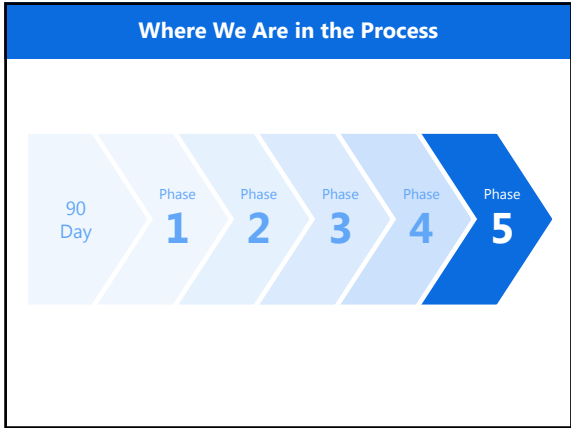 Where We Are in the Process
90
Day
Phase
1
Phase
2
Phase
3
Phase
4
Phase
5